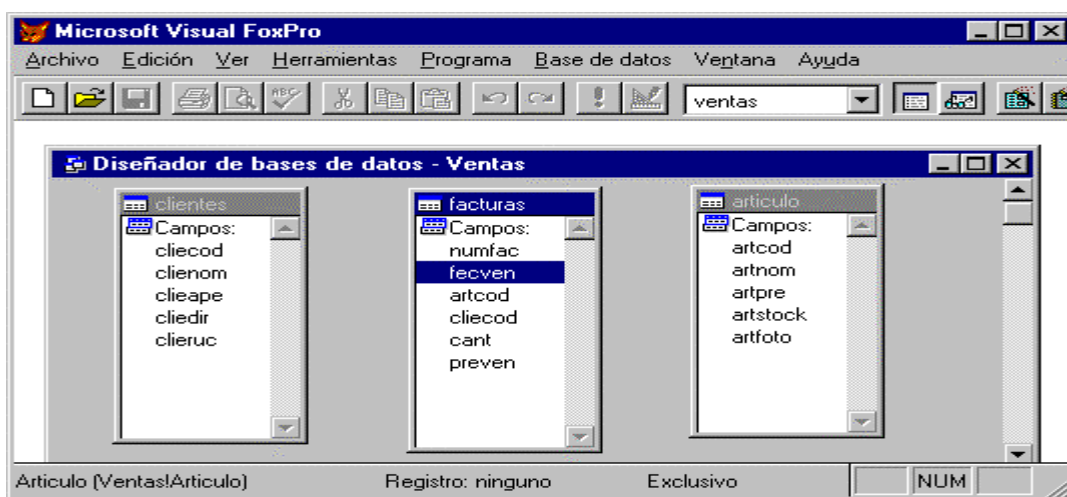 Microsoft Visual FoxPro
Archivo Edición Ver Herramientas Programa Base de datos Ventana Ayuda
ABC
ventas
Diseñador de bases de datos - Ventas
clientes
Campos:
cliecod
clienom
clieape
cliedir
clieruc
facturas
Campos:
numfac
fecven
artcod
cliecod
cant
preven
articulo
Campos:
artcod
artnom
artpre
artstock
artfoto
Articulo (Ventas!Articulo) Registro: ninguno Exclusivo NUM